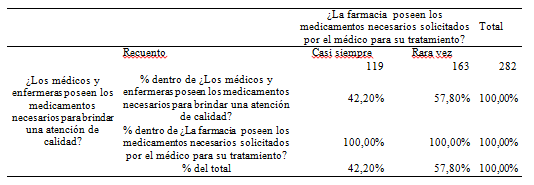 ¿La farmacia poseen los
medicamentos necesarios solicitados Total
por el médico para su tratamiento?
Recuento Casi siempre Rara vez
119 163 282
¿Los médicos y
enfermeras poseen los
medicamentos
necesarios para brindar
una atención de
calidad?
% dentro de ¿Los médicos y
enfermeras poseen los medicamentos
necesarios para brindar una atención
de calidad?
42,20% 57,80% 100,00%
% dentro de ¿La farmacia poseen los
medicamentos necesarios solicitados
por el médico para su tratamiento?
100,00% 100,00% 100,00%
% del total 42,20% 57,80% 100,00%